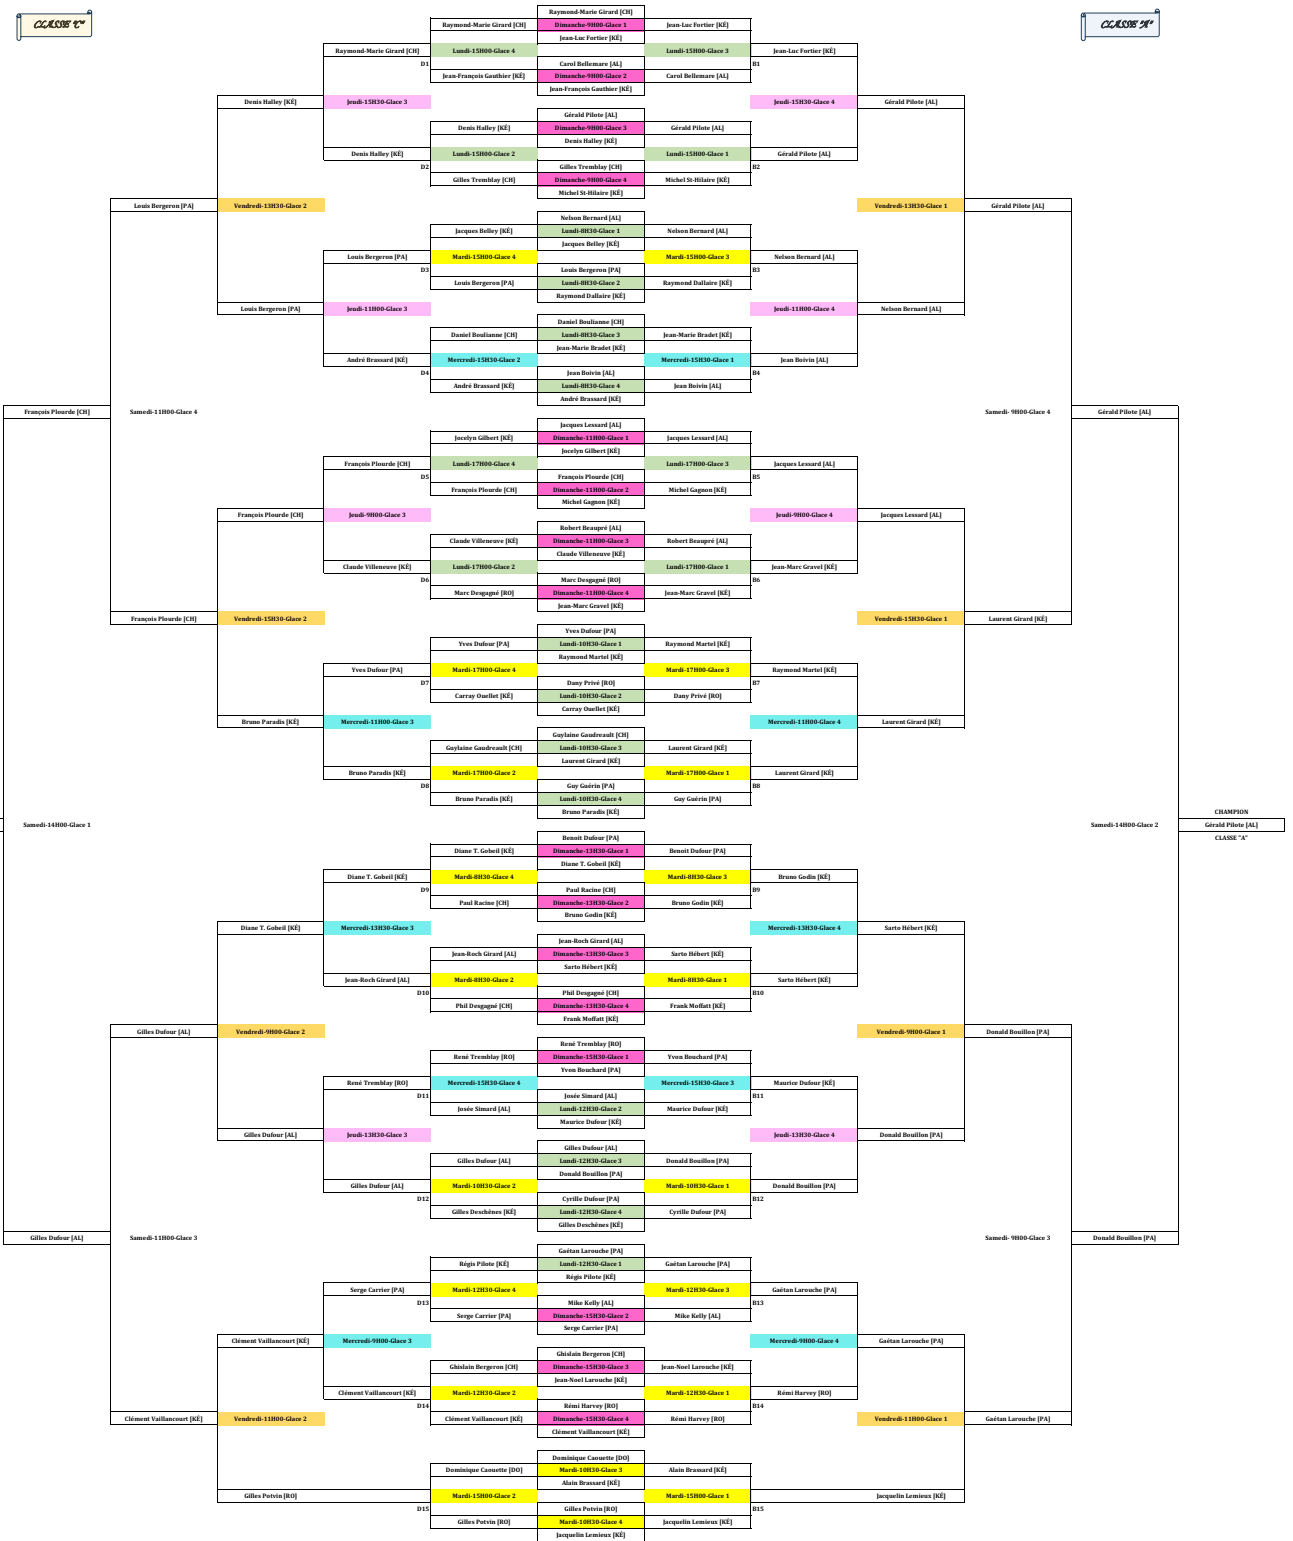 Raymond-Marie Girard [CH]
CLASSE "C" CLASSE "A"
Raymond-Marie Girard [CH] Dimanche-9H00-Glace 1 Jean-Luc Fortier [KÉ]
Jean-Luc Fortier [KÉ]
Raymond-Marie Girard [CH] Lundi-15H00-Glace 4 Lundi-15H00-Glace 3 Jean-Luc Fortier [KÉ]
D1 Carol Bellemare [AL] B1
Jean-François Gauthier [KÉ] Dimanche-9H00-Glace 2 Carol Bellemare [AL]
Jean-François Gauthier [KÉ]
Denis Halley [KÉ] Jeudi-15H30-Glace 3 Jeudi-15H30-Glace 4 Gérald Pilote [AL]
Gérald Pilote [AL]
Denis Halley [KÉ] Dimanche-9H00-Glace 3 Gérald Pilote [AL]
Denis Halley [KÉ]
Denis Halley [KÉ] Lundi-15H00-Glace 2 Lundi-15H00-Glace 1 Gérald Pilote [AL]
D2 Gilles Tremblay [CH] B2
Gilles Tremblay [CH] Dimanche-9H00-Glace 4 Michel St-Hilaire [KÉ]
Michel St-Hilaire [KÉ]
Louis Bergeron [PA] Vendredi-13H30-Glace 2 Vendredi-13H30-Glace 1 Gérald Pilote [AL]
Nelson Bernard [AL]
Jacques Belley [KÉ] Lundi-8H30-Glace 1 Nelson Bernard [AL]
Jacques Belley [KÉ]
Louis Bergeron [PA] Mardi-15H00-Glace 4 Mardi-15H00-Glace 3 Nelson Bernard [AL]
D3 Louis Bergeron [PA] B3
Louis Bergeron [PA] Lundi-8H30-Glace 2 Raymond Dallaire [KÉ]
Raymond Dallaire [KÉ]
Louis Bergeron [PA] Jeudi-11H00-Glace 3 Jeudi-11H00-Glace 4 Nelson Bernard [AL]
Daniel Boulianne [CH]
Daniel Boulianne [CH] Lundi-8H30-Glace 3 Jean-Marie Bradet [KÉ]
Jean-Marie Bradet [KÉ]
André Brassard [KÉ] Mercredi-15H30-Glace 2 Mercredi-15H30-Glace 1 Jean Boivin [AL]
D4 Jean Boivin [AL] B4
André Brassard [KÉ] Lundi-8H30-Glace 4 Jean Boivin [AL]
André Brassard [KÉ]
François Plourde [CH] Samedi-11H00-Glace 4 Samedi- 9H00-Glace 4 Gérald Pilote [AL]
Jacques Lessard [AL]
Jocelyn Gilbert [KÉ] Dimanche-11H00-Glace 1 Jacques Lessard [AL]
Jocelyn Gilbert [KÉ]
François Plourde [CH] Lundi-17H00-Glace 4 Lundi-17H00-Glace 3 Jacques Lessard [AL]
D5 François Plourde [CH] B5
François Plourde [CH] Dimanche-11H00-Glace 2 Michel Gagnon [KÉ]
Michel Gagnon [KÉ]
François Plourde [CH] Jeudi-9H00-Glace 3 Jeudi-9H00-Glace 4 Jacques Lessard [AL]
Robert Beaupré [AL]
Claude Villeneuve [KÉ] Dimanche-11H00-Glace 3 Robert Beaupré [AL]
Claude Villeneuve [KÉ]
Claude Villeneuve [KÉ] Lundi-17H00-Glace 2 Lundi-17H00-Glace 1 Jean-Marc Gravel [KÉ]
D6 Marc Desgagné [RO] B6
Marc Desgagné [RO] Dimanche-11H00-Glace 4 Jean-Marc Gravel [KÉ]
Jean-Marc Gravel [KÉ]
François Plourde [CH] Vendredi-15H30-Glace 2 Vendredi-15H30-Glace 1 Laurent Girard [KÉ]
Yves Dufour [PA]
Yves Dufour [PA] Lundi-10H30-Glace 1 Raymond Martel [KÉ]
Raymond Martel [KÉ]
Yves Dufour [PA] Mardi-17H00-Glace 4 Mardi-17H00-Glace 3 Raymond Martel [KÉ]
D7 Dany Privé [RO] B7
Carray Ouellet [KÉ] Lundi-10H30-Glace 2 Dany Privé [RO]
Carray Ouellet [KÉ]
Bruno Paradis [KÉ] Mercredi-11H00-Glace 3 Mercredi-11H00-Glace 4 Laurent Girard [KÉ]
Guylaine Gaudreault [CH]
Guylaine Gaudreault [CH] Lundi-10H30-Glace 3 Laurent Girard [KÉ]
Laurent Girard [KÉ]
Bruno Paradis [KÉ] Mardi-17H00-Glace 2 Mardi-17H00-Glace 1 Laurent Girard [KÉ]
D8 Guy Guérin [PA] B8
Bruno Paradis [KÉ] Lundi-10H30-Glace 4 Guy Guérin [PA]
Bruno Paradis [KÉ] CHAMPION
Samedi-14H00-Glace 1 Samedi-14H00-Glace 2 Gérald Pilote [AL]
Benoit Dufour [PA] CLASSE "A"
Diane T. Gobeil [KÉ] Dimanche-13H30-Glace 1 Benoit Dufour [PA]
Diane T. Gobeil [KÉ]
Diane T. Gobeil [KÉ] Mardi-8H30-Glace 4 Mardi-8H30-Glace 3 Bruno Godin [KÉ]
D9 Paul Racine [CH] B9
Paul Racine [CH] Dimanche-13H30-Glace 2 Bruno Godin [KÉ]
Bruno Godin [KÉ]
Diane T. Gobeil [KÉ] Mercredi-13H30-Glace 3 Mercredi-13H30-Glace 4 Sarto Hébert [KÉ]
Jean-Roch Girard [AL]
Jean-Roch Girard [AL] Dimanche-13H30-Glace 3 Sarto Hébert [KÉ]
Sarto Hébert [KÉ]
Jean-Roch Girard [AL] Mardi-8H30-Glace 2 Mardi-8H30-Glace 1 Sarto Hébert [KÉ]
D10 Phil Desgagné [CH] B10
Phil Desgagné [CH] Dimanche-13H30-Glace 4 Frank Moffatt [KÉ]
Frank Moffatt [KÉ]
Gilles Dufour [AL] Vendredi-9H00-Glace 2 Vendredi-9H00-Glace 1 Donald Bouillon [PA]
René Tremblay [RO]
René Tremblay [RO] Dimanche-15H30-Glace 1 Yvon Bouchard [PA]
Yvon Bouchard [PA]
René Tremblay [RO] Mercredi-15H30-Glace 4 Mercredi-15H30-Glace 3 Maurice Dufour [KÉ]
D11 Josée Simard [AL] B11
Josée Simard [AL] Lundi-12H30-Glace 2 Maurice Dufour [KÉ]
Maurice Dufour [KÉ]
Gilles Dufour [AL] Jeudi-13H30-Glace 3 Jeudi-13H30-Glace 4 Donald Bouillon [PA]
Gilles Dufour [AL]
Gilles Dufour [AL] Lundi-12H30-Glace 3 Donald Bouillon [PA]
Donald Bouillon [PA]
Gilles Dufour [AL] Mardi-10H30-Glace 2 Mardi-10H30-Glace 1 Donald Bouillon [PA]
D12 Cyrille Dufour [PA] B12
Gilles Deschênes [KÉ] Lundi-12H30-Glace 4 Cyrille Dufour [PA]
Gilles Deschênes [KÉ]
Gilles Dufour [AL] Samedi-11H00-Glace 3 Samedi- 9H00-Glace 3 Donald Bouillon [PA]
Gaétan Larouche [PA]
Régis Pilote [KÉ] Lundi-12H30-Glace 1 Gaétan Larouche [PA]
Régis Pilote [KÉ]
Serge Carrier [PA] Mardi-12H30-Glace 4 Mardi-12H30-Glace 3 Gaétan Larouche [PA]
D13 Mike Kelly [AL] B13
Serge Carrier [PA] Dimanche-15H30-Glace 2 Mike Kelly [AL]
Serge Carrier [PA]
Clément Vaillancourt [KÉ] Mercredi-9H00-Glace 3 Mercredi-9H00-Glace 4 Gaétan Larouche [PA]
Ghislain Bergeron [CH]
Ghislain Bergeron [CH] Dimanche-15H30-Glace 3 Jean-Noel Larouche [KÉ]
Jean-Noel Larouche [KÉ]
Clément Vaillancourt [KÉ] Mardi-12H30-Glace 2 Mardi-12H30-Glace 1 Rémi Harvey [RO]
D14 Rémi Harvey [RO] B14
Clément Vaillancourt [KÉ] Vendredi-11H00-Glace 2 Clément Vaillancourt [KÉ] Dimanche-15H30-Glace 4 Rémi Harvey [RO] Vendredi-11H00-Glace 1 Gaétan Larouche [PA]
Clément Vaillancourt [KÉ]
Dominique Caouette [DO]
Dominique Caouette [DO] Mardi-10H30-Glace 3 Alain Brassard [KÉ]
Alain Brassard [KÉ]
Gilles Potvin [RO] Mardi-15H00-Glace 2 Mardi-15H00-Glace 1 Jacquelin Lemieux [KÉ]
D15 Gilles Potvin [RO] B15
Gilles Potvin [RO] Mardi-10H30-Glace 4 Jacquelin Lemieux [KÉ]
Jacquelin Lemieux [KÉ]